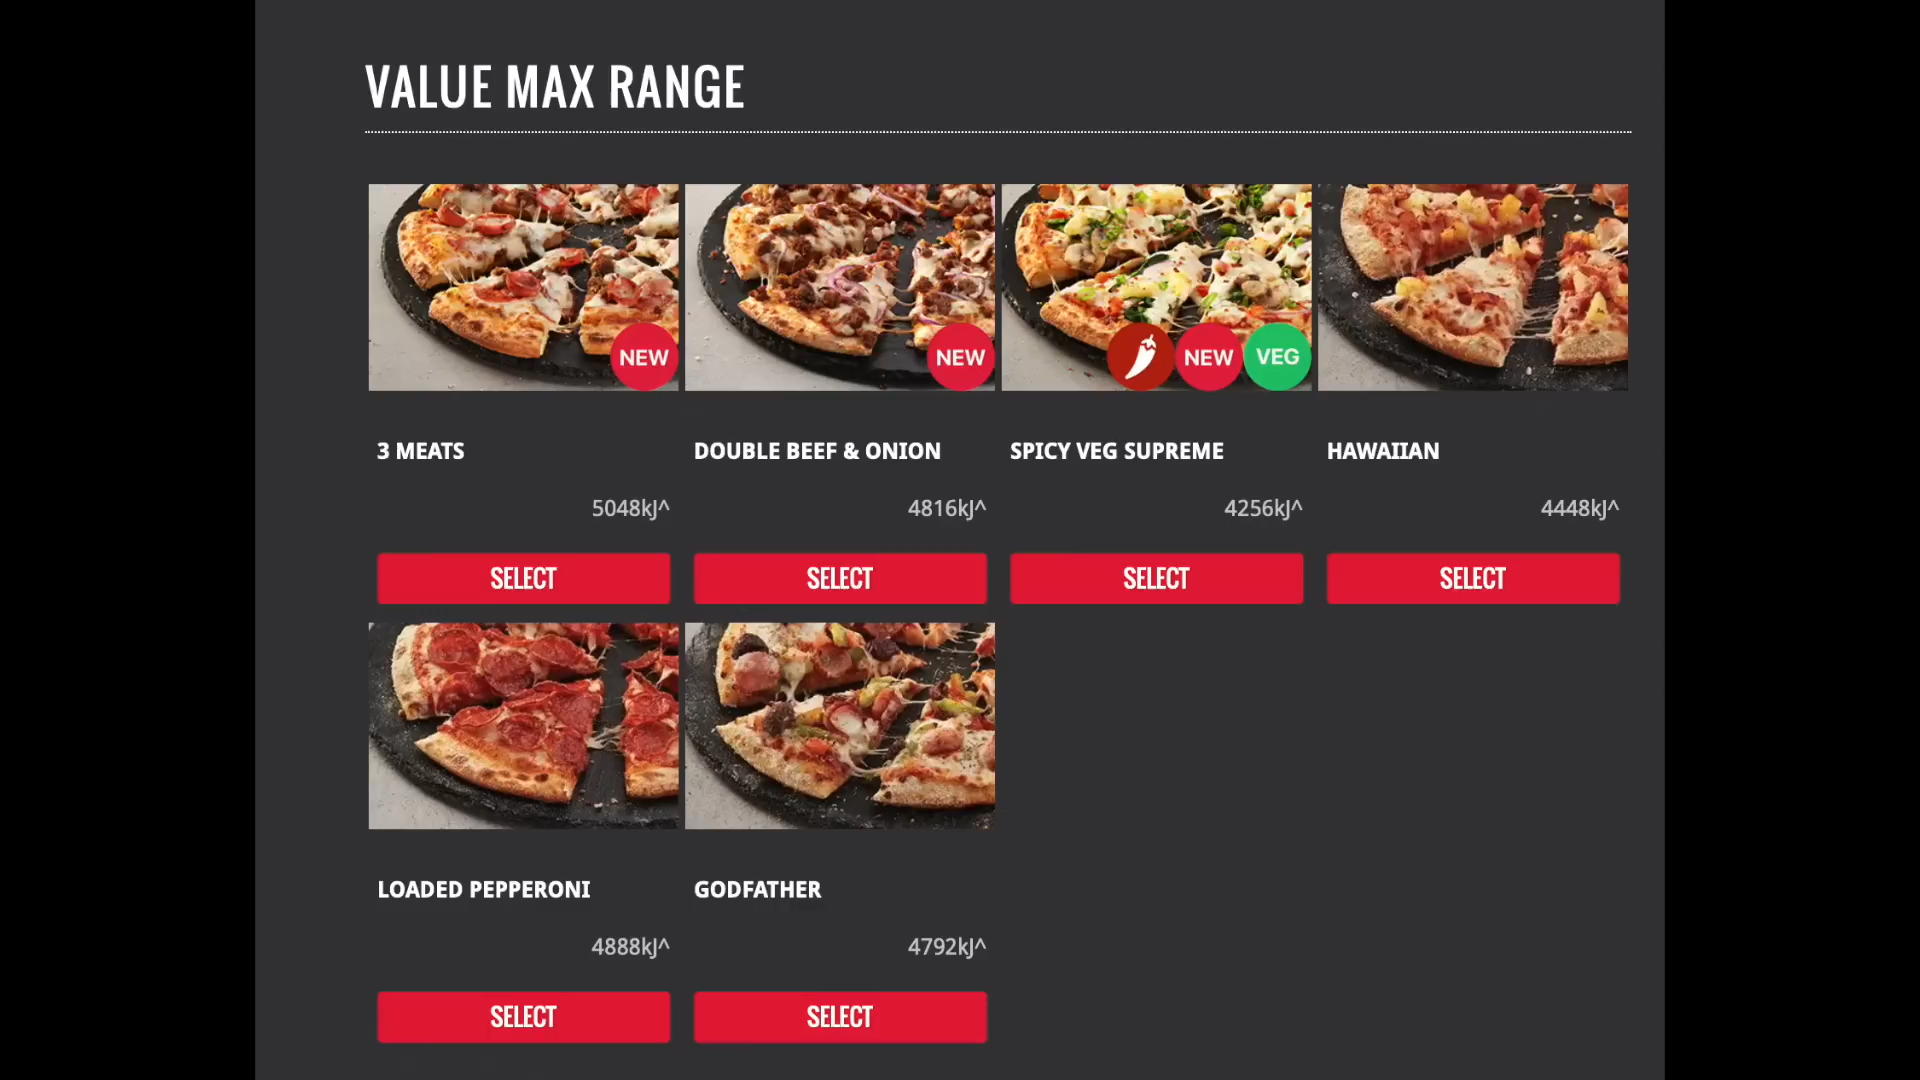 VALUE MAX RANGE
NEW
NEW
NEW
VEG
3 MEATS
DOUBLE BEEF & ONION
SPICY VEG SUPREME
HAWAIIAN
5048kJ^
4816kJ^
4256kJ^
4448kJ^
SELECT
SELECT
SELECT
SELECT
LOADED PEPPERONI
GODFATHER
4888kJ^
4792kJ^
SELECT
SELECT